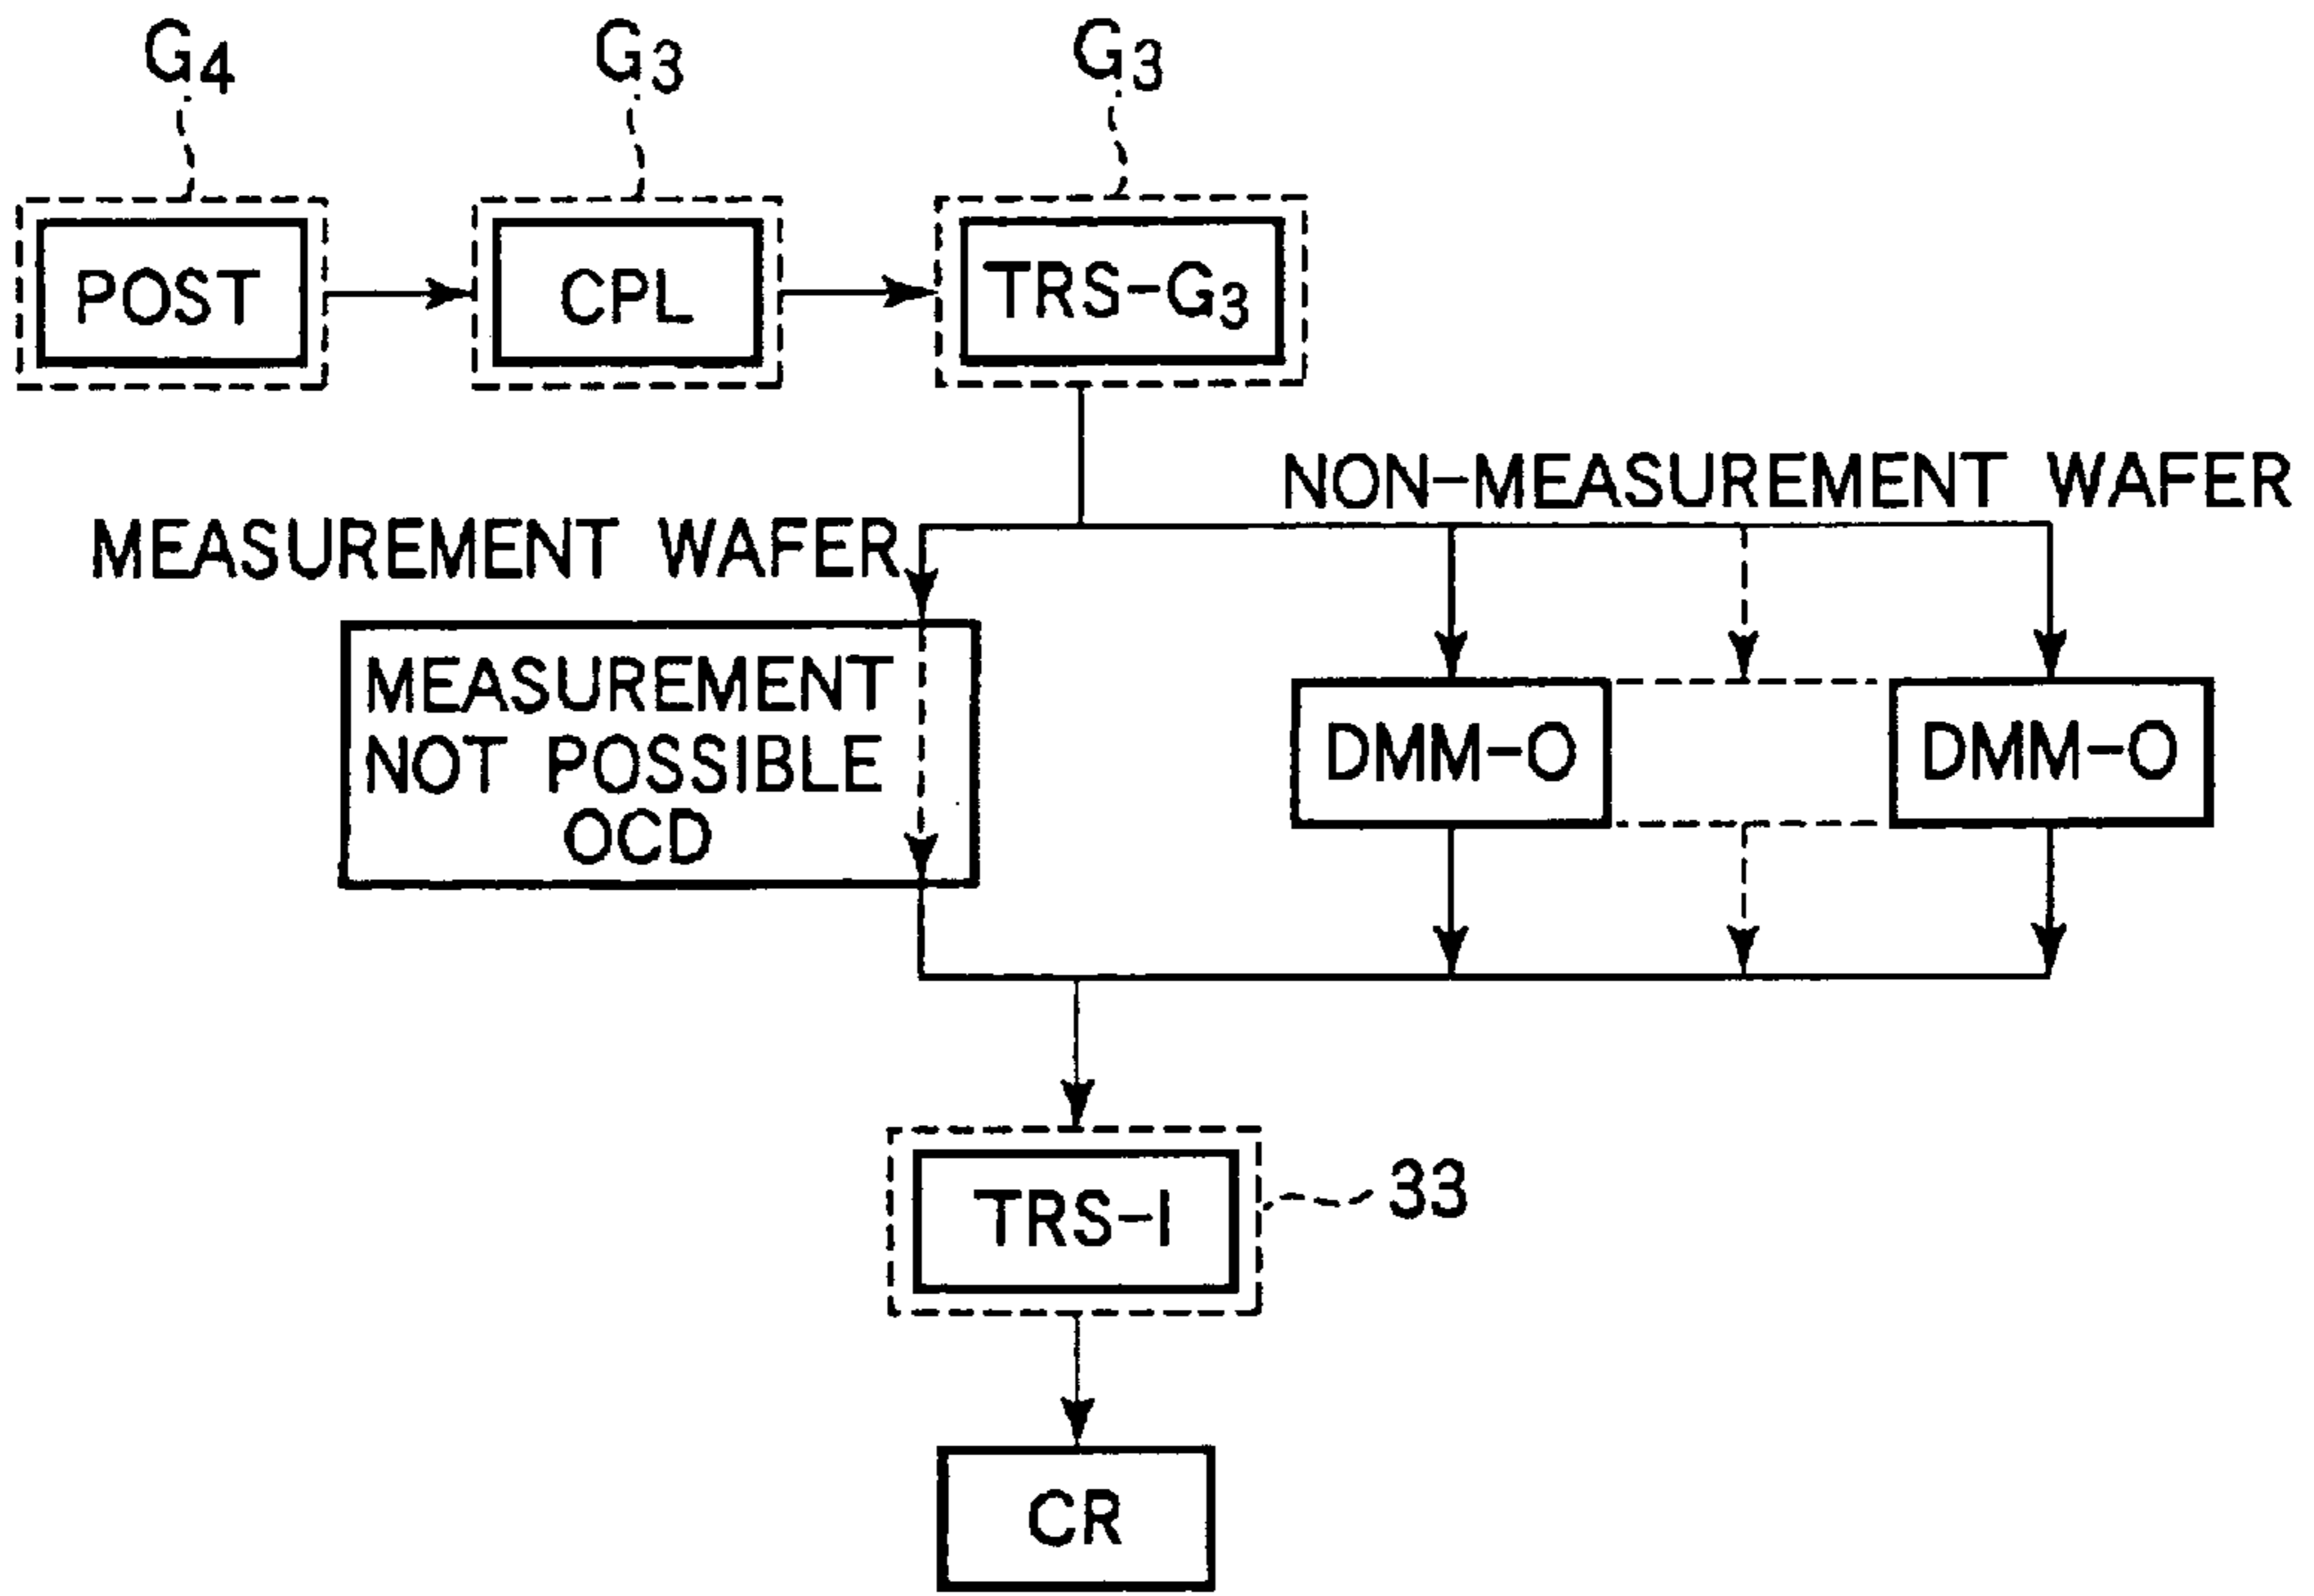 G4
G3
G3
POST
CPL
TRS-G3
NON-MEASUREMENT WAFER
MEASUREMENT WAFER
MEASUREMENT
NOT POSSIBLE
OCD
DMM-O
DMM-O
TRS-I
33
CR